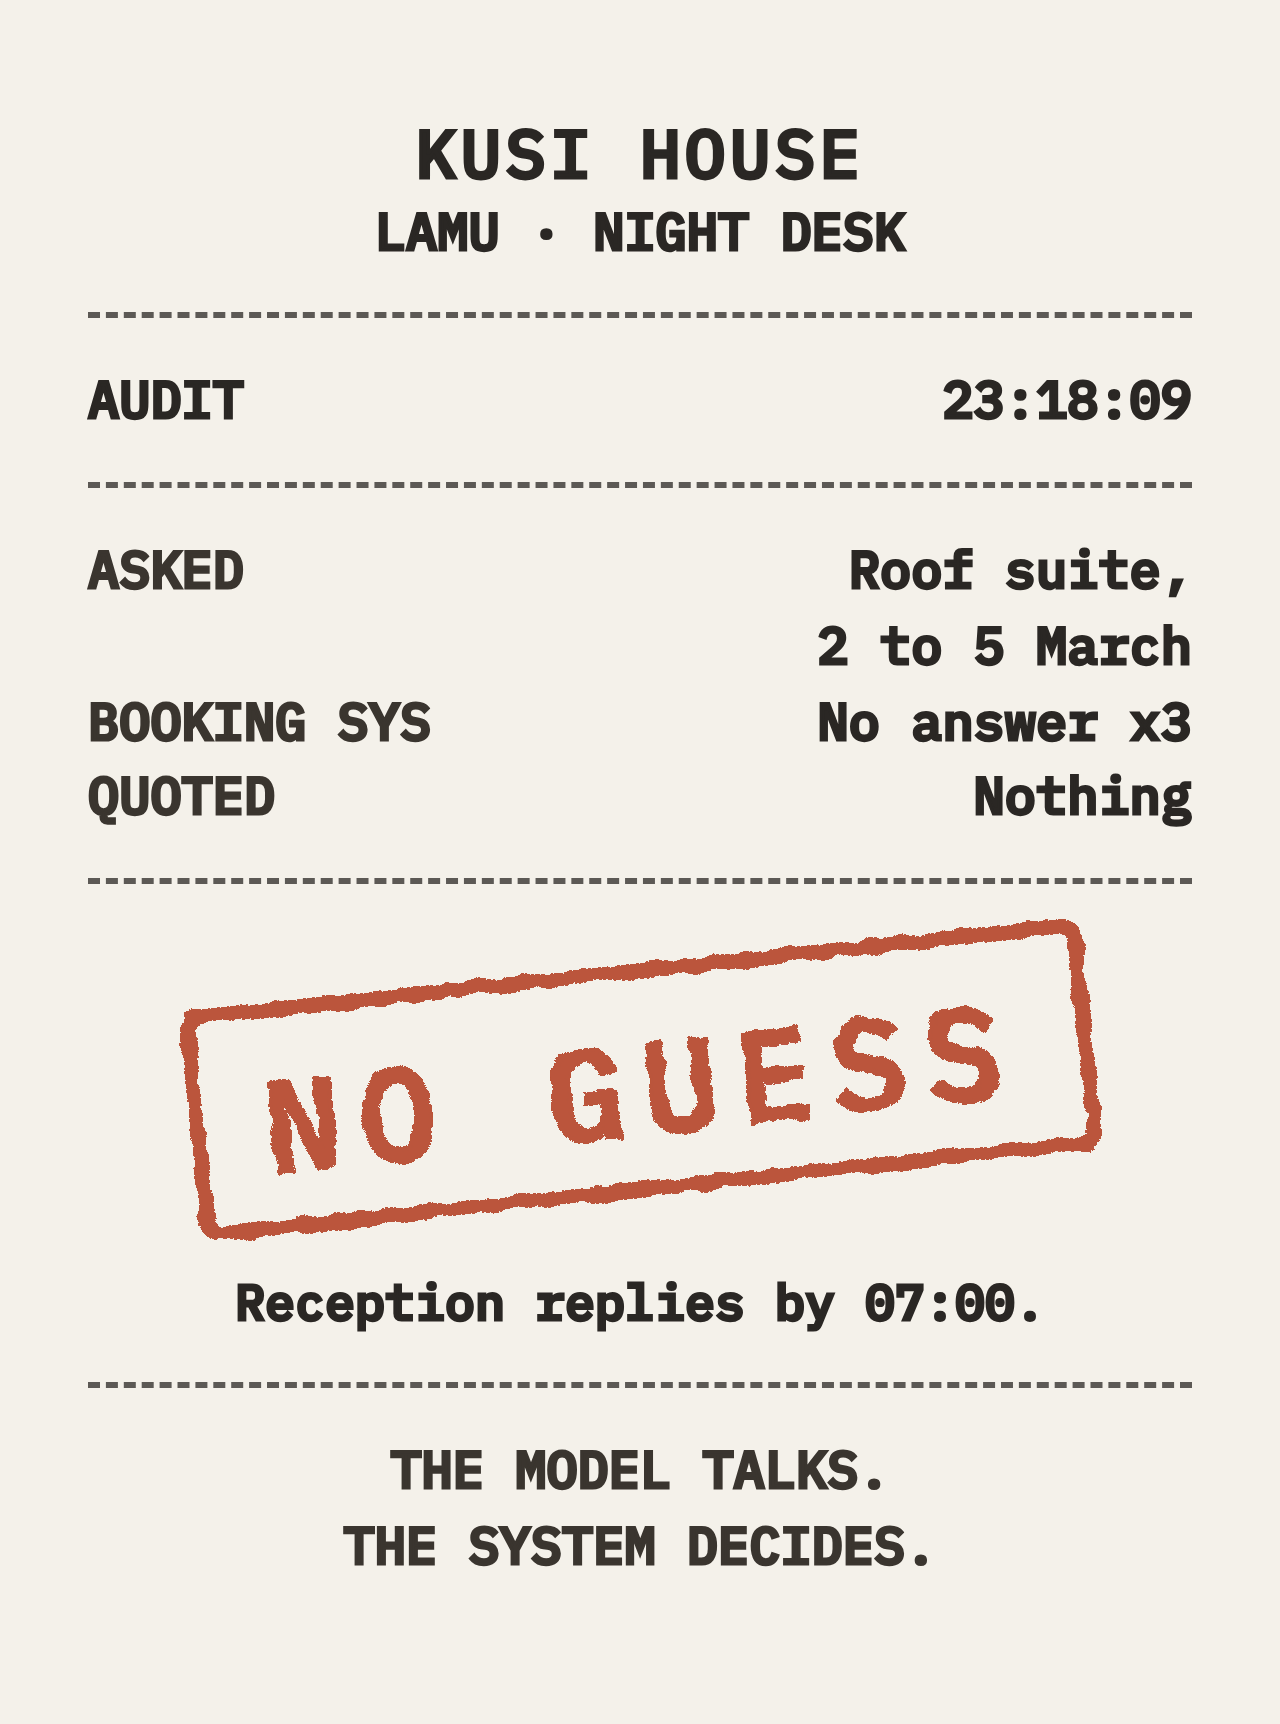 KUSI HOUSE
LAMU · NIGHT DESK
AUDIT 23:18:09
ASKED Roof suite,
2 to 5 March
BOOKING SYS No answer x3
QUOTED Nothing
NO GUESS
Reception replies by 07:00.
THE MODEL TALKS.
THE SYSTEM DECIDES.